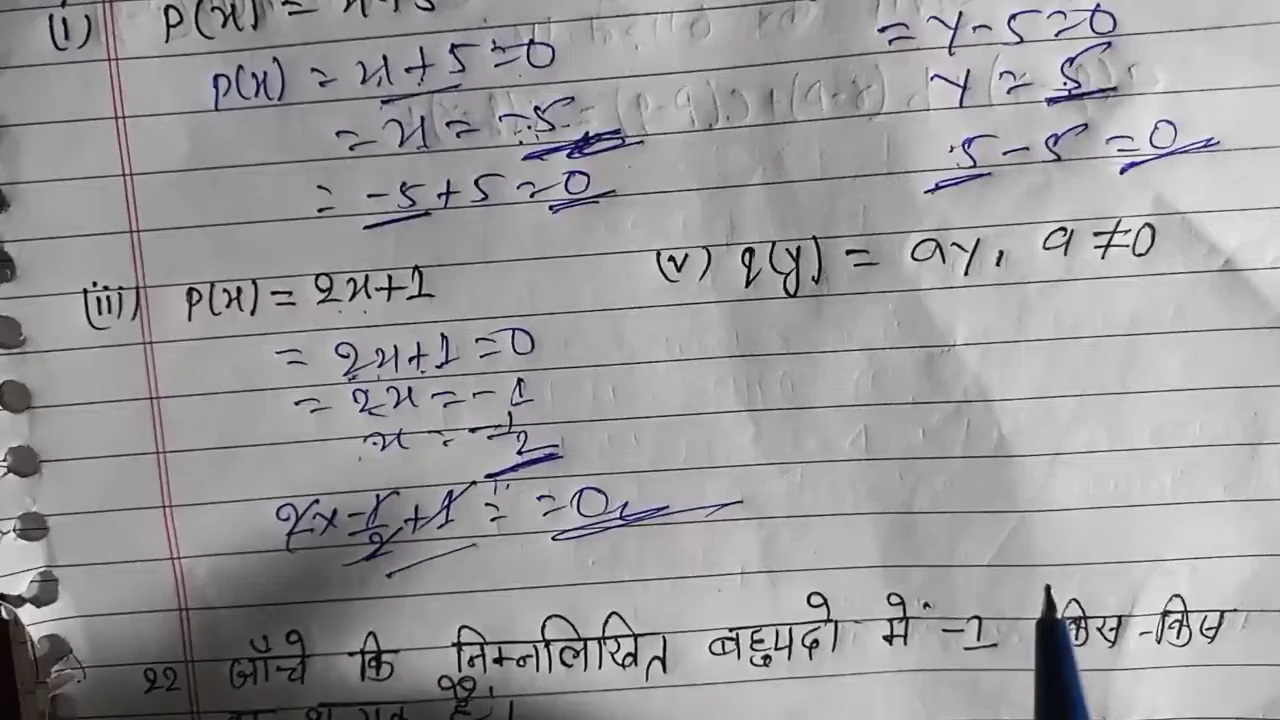 (i) P(x) = x+5
P(x) = x+5=0
= x = -5
= -5+5=0
= y-5=0
y = 5
5-5=0
(iii) P(x) = 2x+1
= 2x+1=0
= 2x = -1
x = -1/2
2x-1/2+1 = =0
(v) q(y) = ay, a≠0
22 जाँचे कि निम्नलिखित बहुपदो मे -1 किस-किस